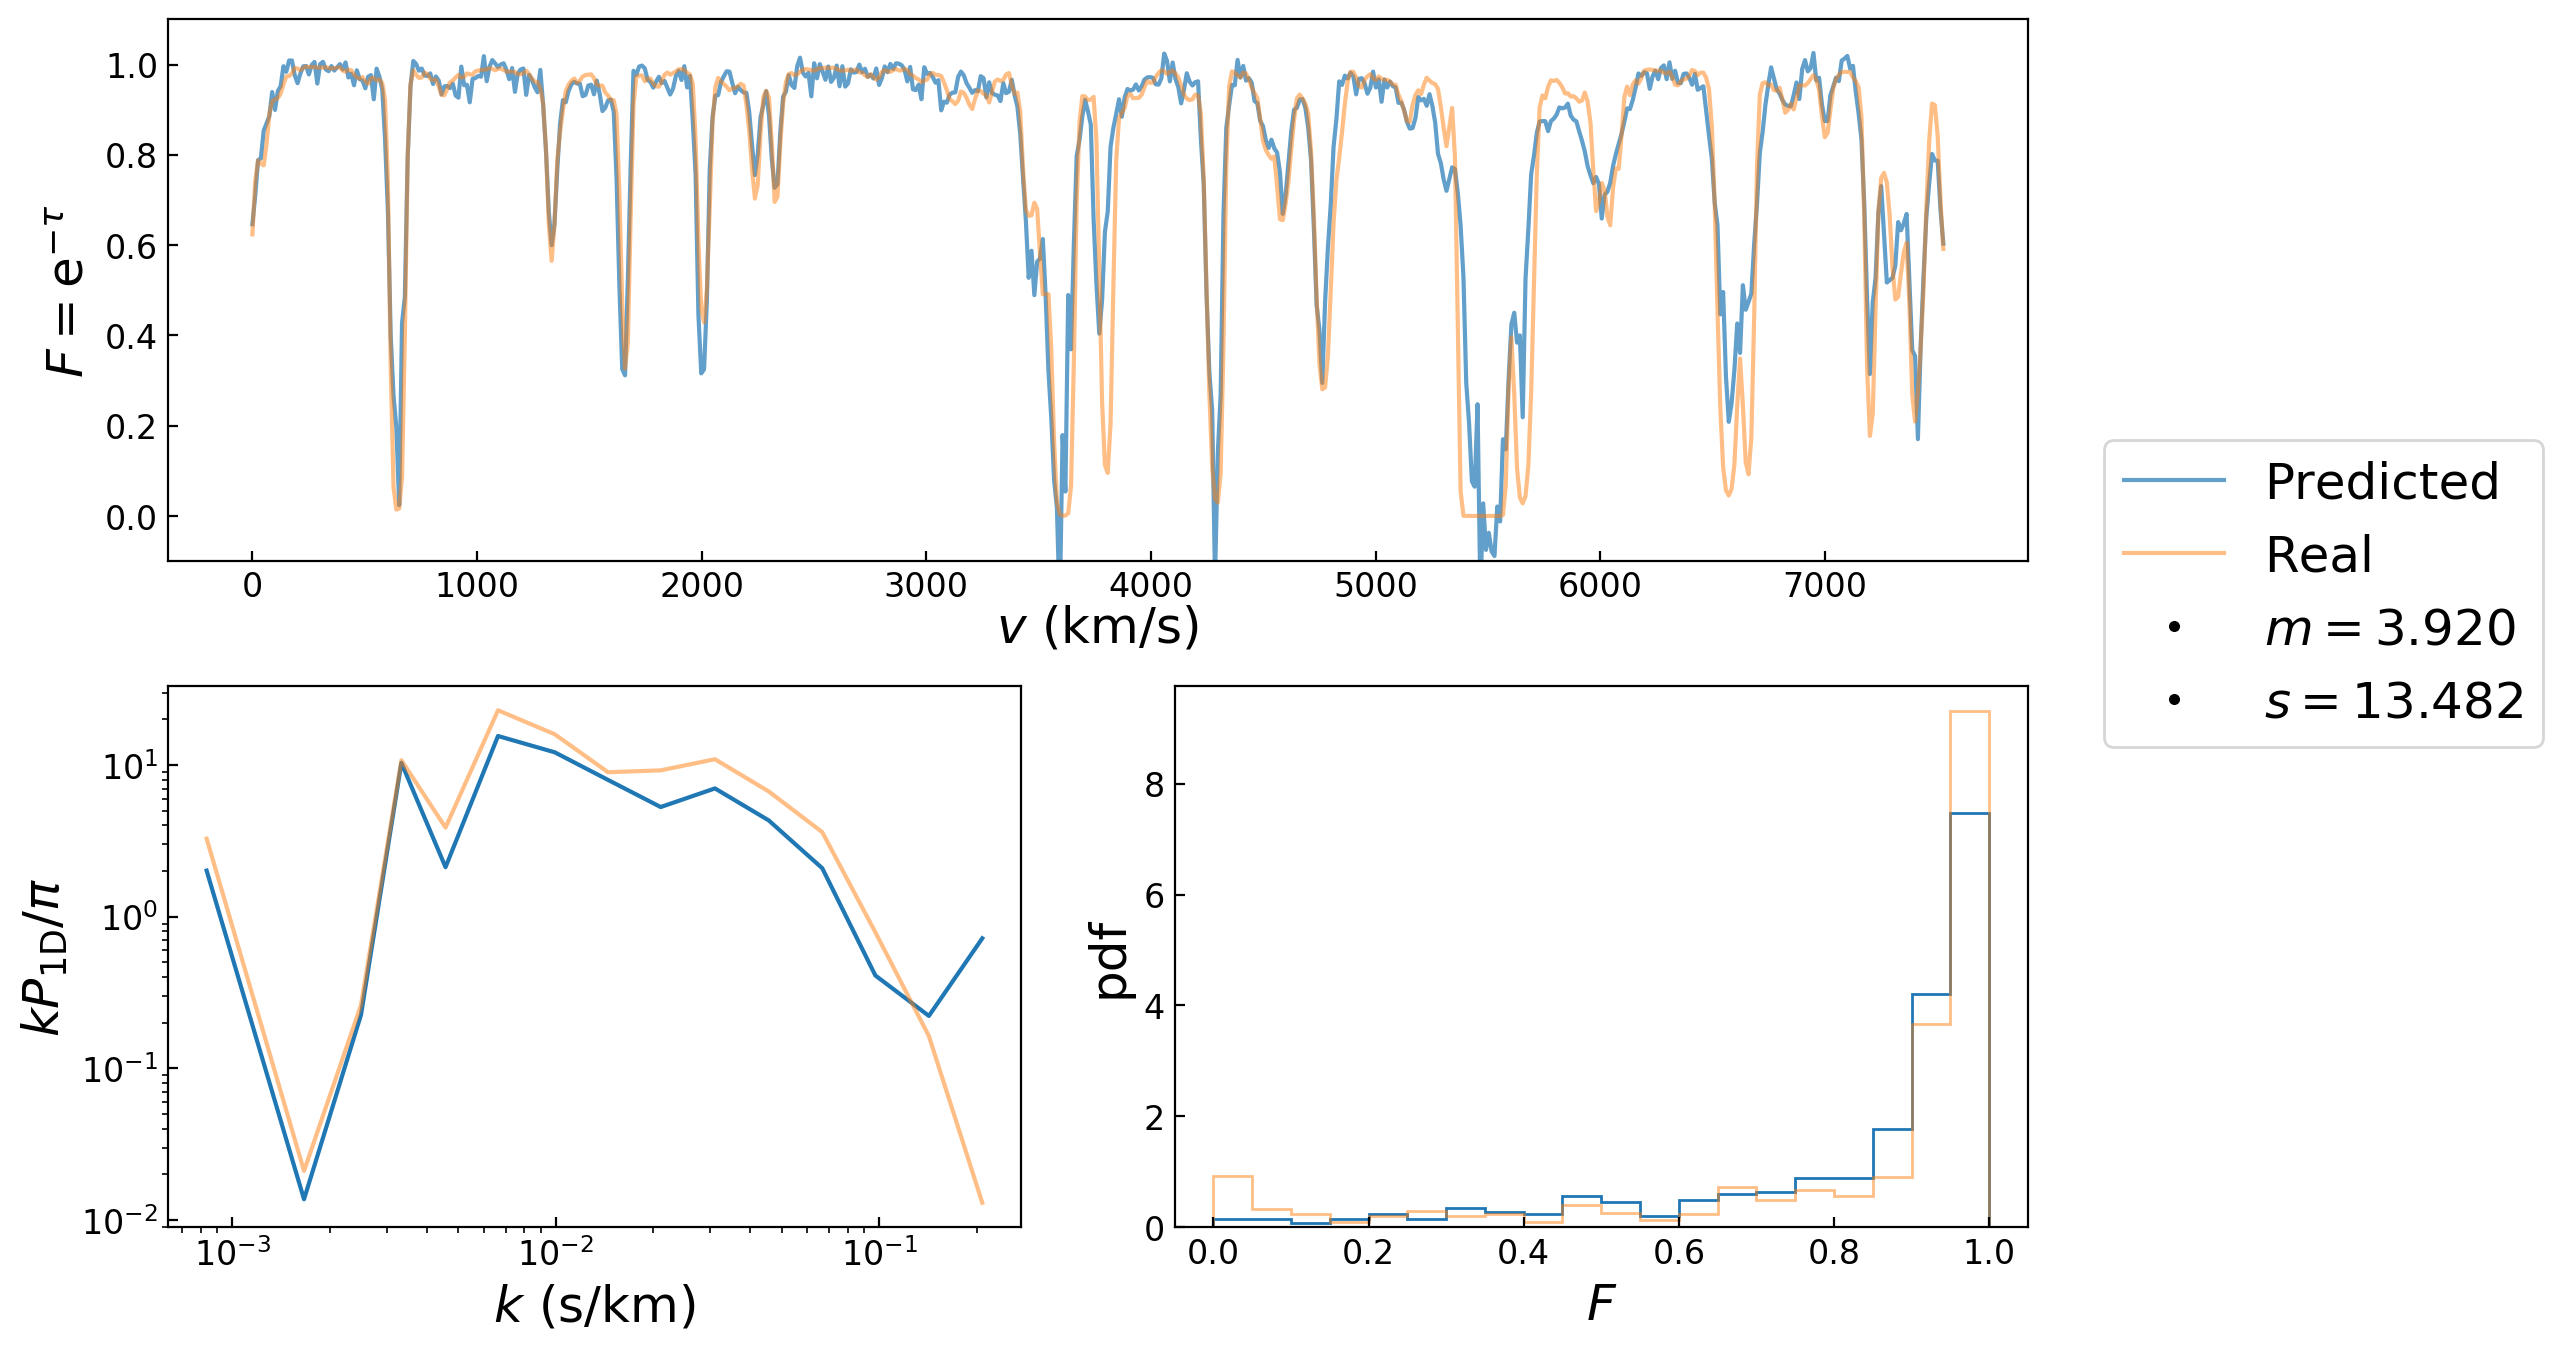 F = e^{-τ}
1.0
0.8
0.6
0.4
0.2
0.0
0 1000 2000 3000 4000 5000 6000 7000
v (km/s)
Predicted
Real
m = 3.920
s = 13.482
kP_{1D}/π
10^1
10^0
10^{-1}
10^{-2}
10^{-3} 10^{-2} 10^{-1}
k (s/km)
pdf
8
6
4
2
0
0.0 0.2 0.4 0.6 0.8 1.0
F